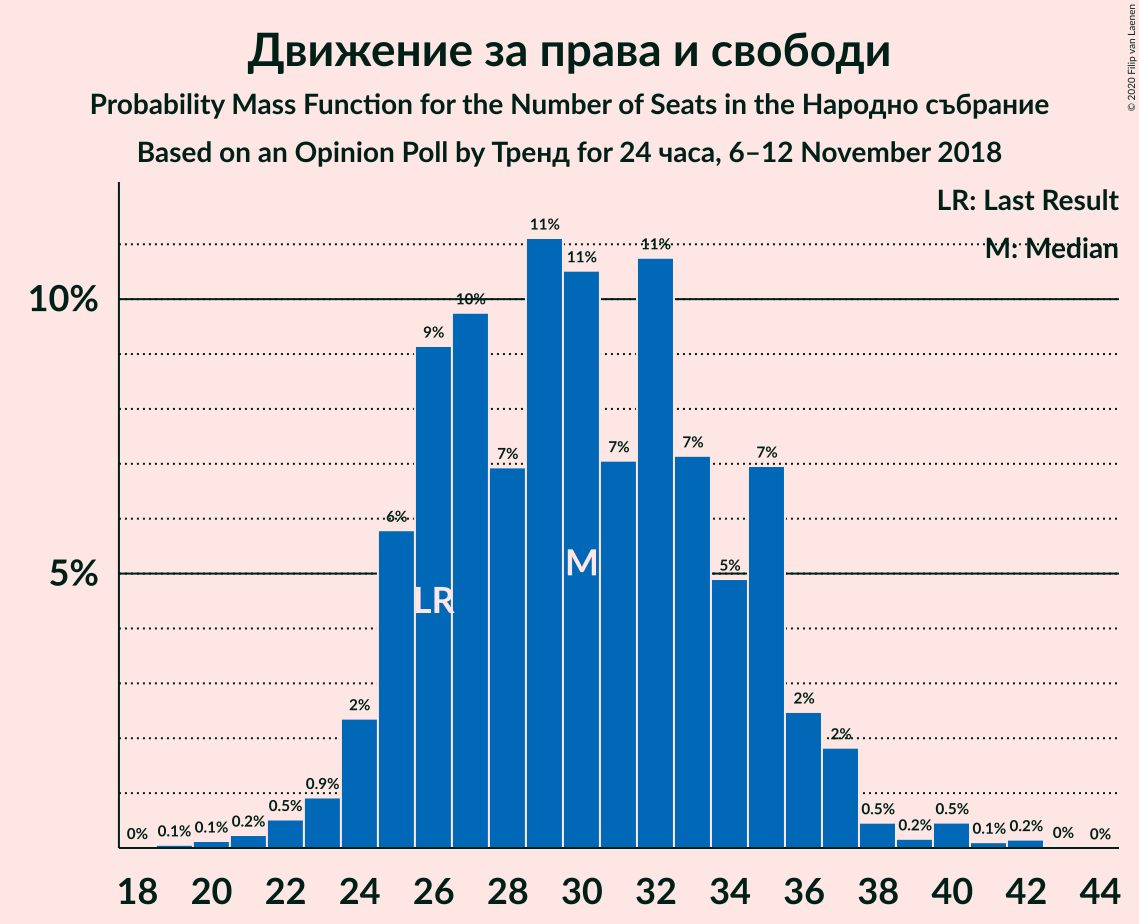 Движение за права и свободи
Probability Mass Function for the Number of Seats in the Народно събрание
Based on an Opinion Poll by Тренд for 24 часа, 6–12 November 2018
© 2020 Filip van Laenen
LR: Last Result
M: Median
10%
5%
0% 0.1% 0.1% 0.2% 0.5% 0.9% 2% 6% 9% 10% 7% 11% 11% 7% 11% 7% 5% 7% 2% 2% 0.5% 0.2% 0.5% 0.1% 0.2% 0% 0%
LR
M
18 20 22 24 26 28 30 32 34 36 38 40 42 44